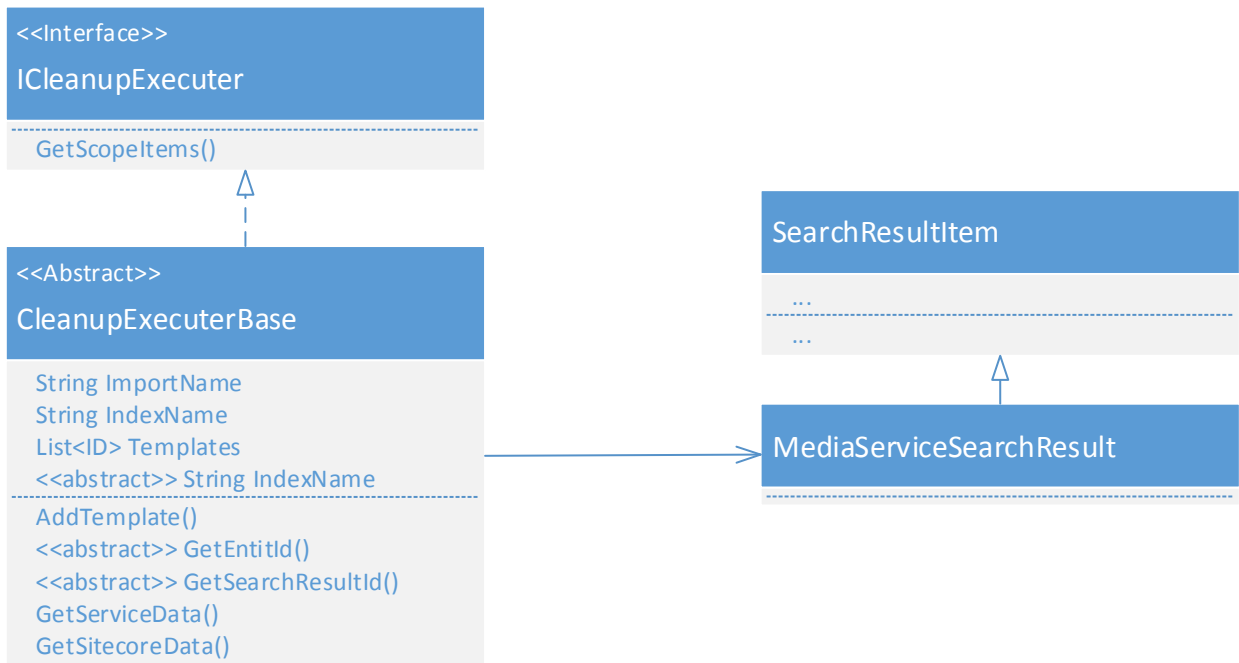 <<Interface>>
ICleanupExecuter
GetScopeItems()
<<Abstract>>
CleanupExecuterBase
String ImportName
String IndexName
List<ID> Templates
<<abstract>> String IndexName
AddTemplate()
<<abstract>> GetEntitId()
<<abstract>> GetSearchResultId()
GetServiceData()
GetSitecoreData()
SearchResultItem
...
...
MediaServiceSearchResult